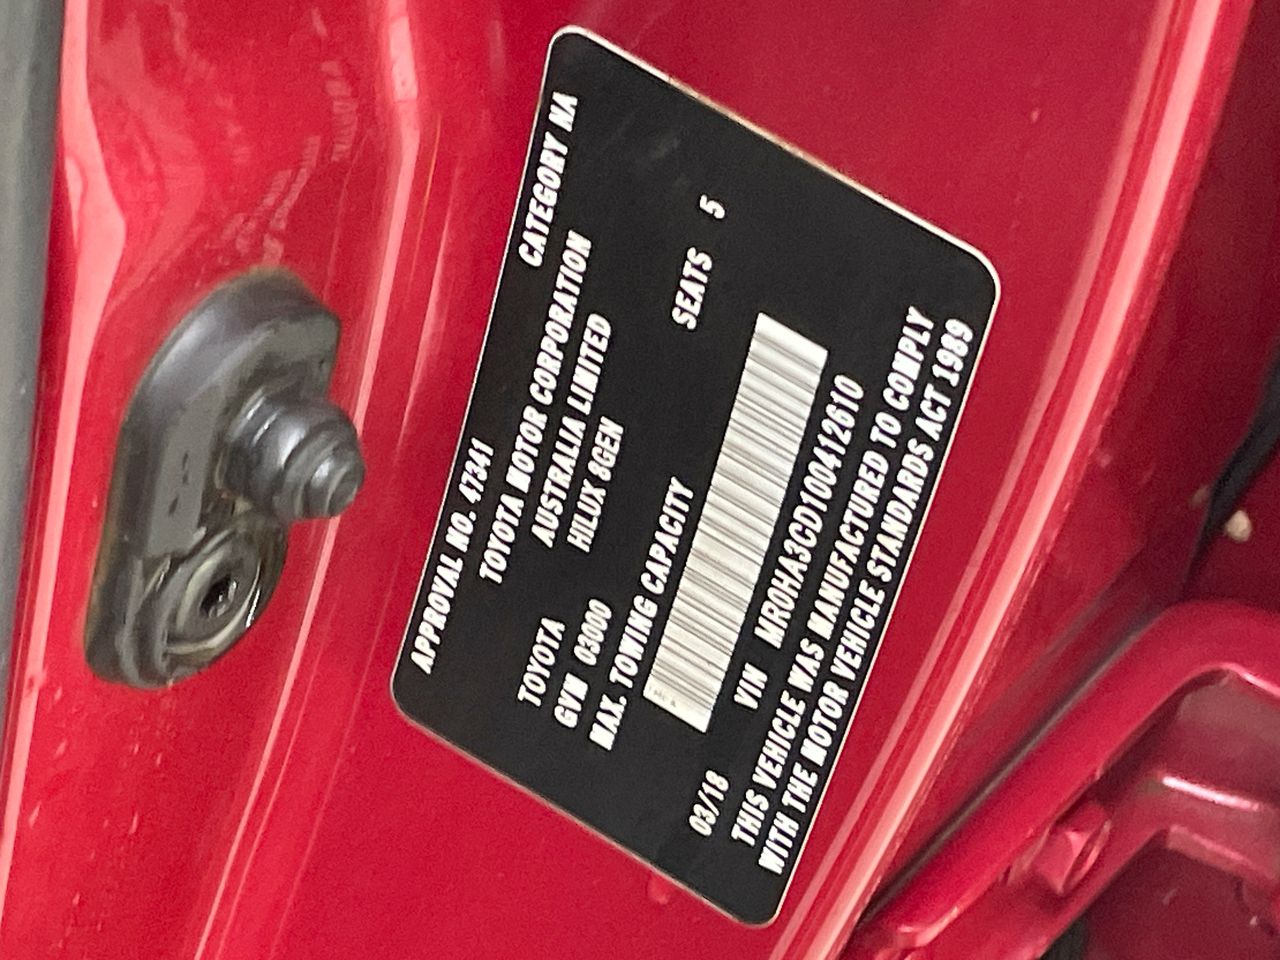 APPROVAL NO. 47341 CATEGORY NA
TOYOTA MOTOR CORPORATION
AUSTRALIA LIMITED
TOYOTA HILUX 8GEN
GVM 03000 SEATS 5
MAX. TOWING CAPACITY
03/18 VIN MR0HA3CD100412610
THIS VEHICLE WAS MANUFACTURED TO COMPLY
WITH THE MOTOR VEHICLE STANDARDS ACT 1989